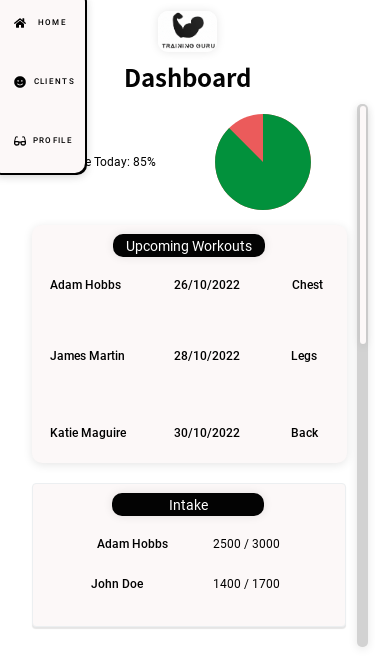 HOME
CLIENTS
PROFILE
TRAINING GURU
Dashboard
e Today: 85%
Upcoming Workouts
Adam Hobbs 26/10/2022 Chest
James Martin 28/10/2022 Legs
Katie Maguire 30/10/2022 Back
Intake
Adam Hobbs 2500 / 3000
John Doe 1400 / 1700